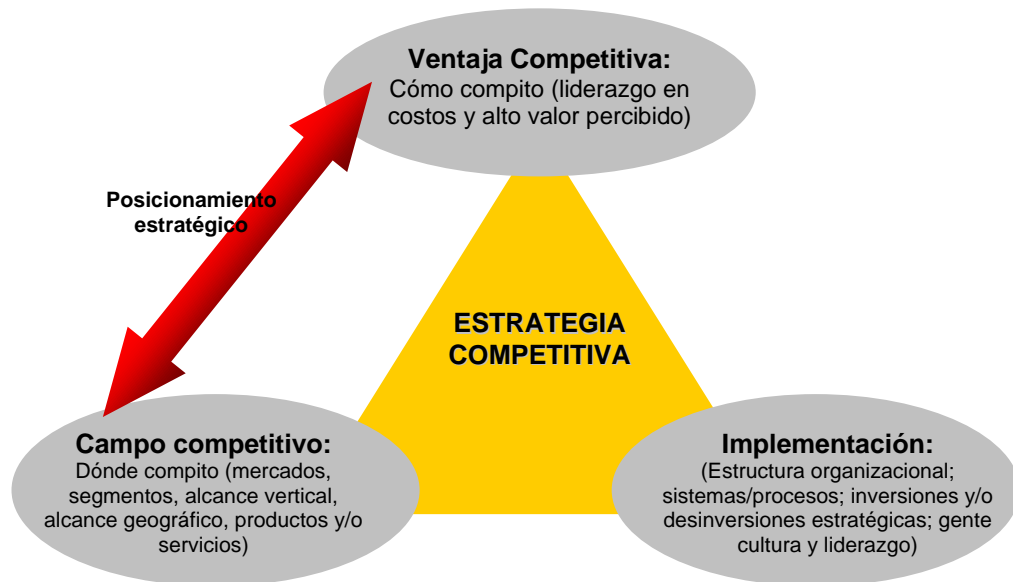 Ventaja Competitiva:
Cómo compito (liderazgo en
costos y alto valor percibido)
Posicionamiento
estratégico
ESTRATEGIA
COMPETITIVA
Campo competitivo:
Dónde compito (mercados,
segmentos, alcance vertical,
alcance geográfico, productos y/o
servicios)
Implementación:
(Estructura organizacional;
sistemas/procesos; inversiones y/o
desinversiones estratégicas; gente
cultura y liderazgo)